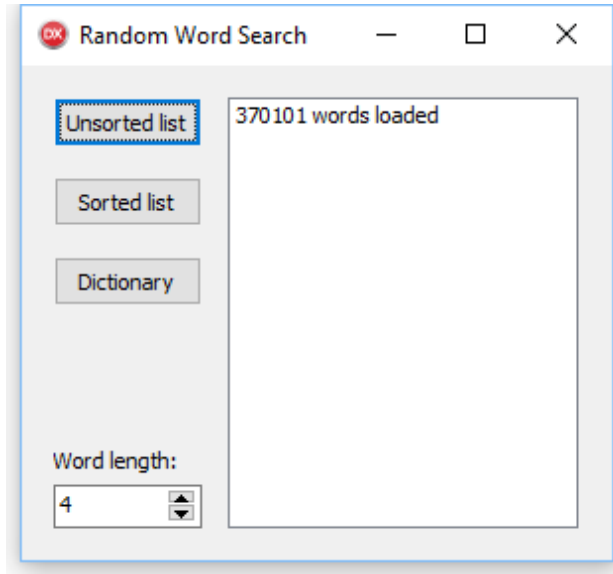 DX Random Word Search
Unsorted list
370101 words loaded
Sorted list
Dictionary
Word length:
4